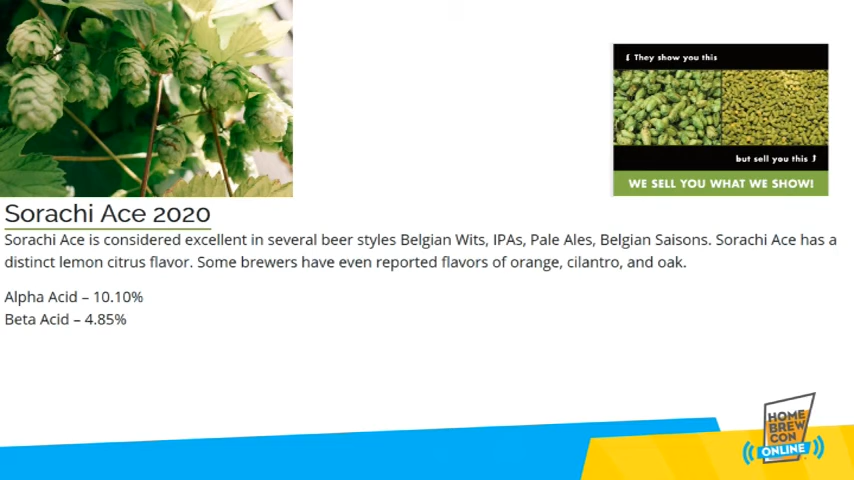 { They show you this
but sell you this }
WE SELL YOU WHAT WE SHOW!
Sorachi Ace 2020
Sorachi Ace is considered excellent in several beer styles Belgian Wits, IPAs, Pale Ales, Belgian Saisons. Sorachi Ace has a
distinct lemon citrus flavor. Some brewers have even reported flavors of orange, cilantro, and oak.
Alpha Acid – 10.10%
Beta Acid – 4.85%
HOME
BREW
CON
ONLINE